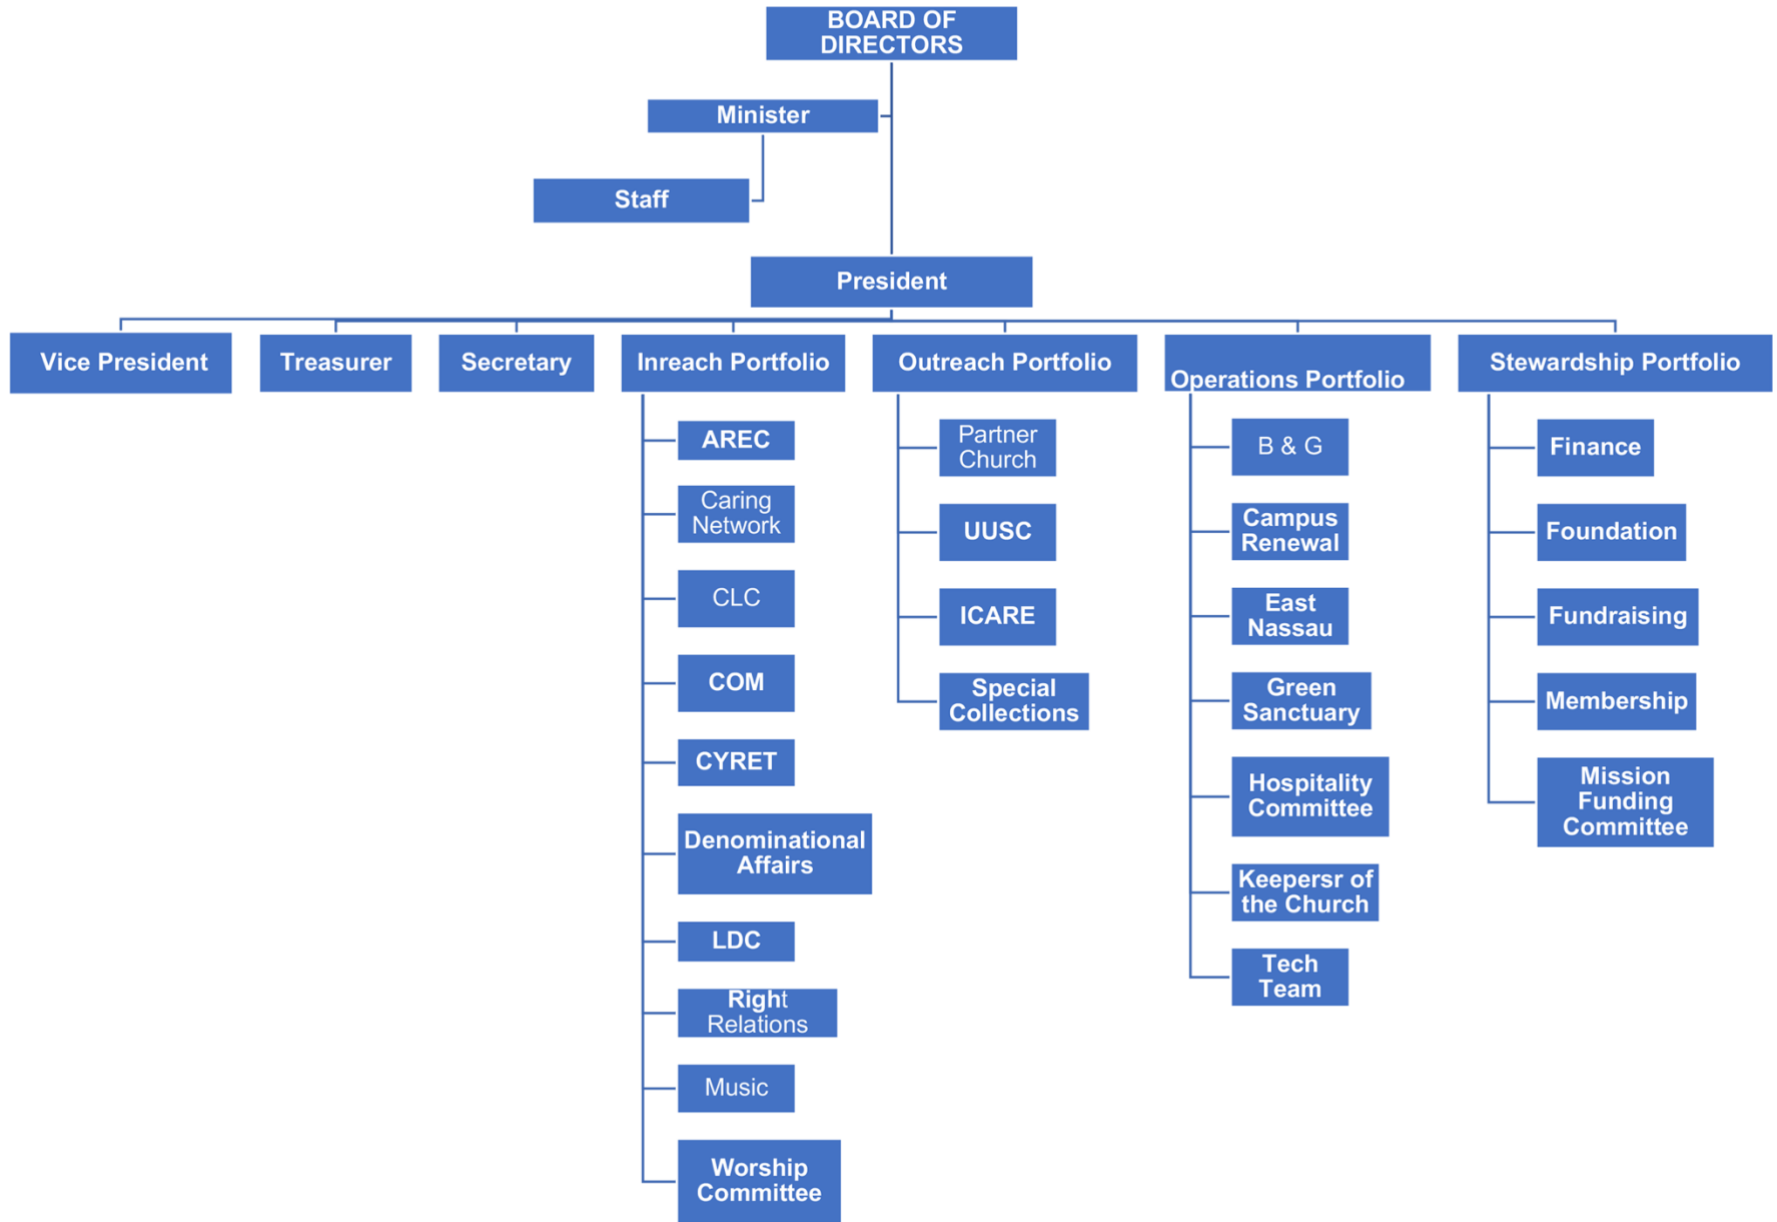 BOARD OF
DIRECTORS
Minister
Staff
President
Vice President
Treasurer
Secretary
Inreach Portfolio
Outreach Portfolio
Operations Portfolio
Stewardship Portfolio
AREC
Caring
Network
CLC
COM
CYRET
Denominational
Affairs
LDC
Right
Relations
Music
Worship
Committee
Partner
Church
UUSC
ICARE
Special
Collections
B & G
Campus
Renewal
East
Nassau
Green
Sanctuary
Hospitality
Committee
Keepersr of
the Church
Tech
Team
Finance
Foundation
Fundraising
Membership
Mission
Funding
Committee